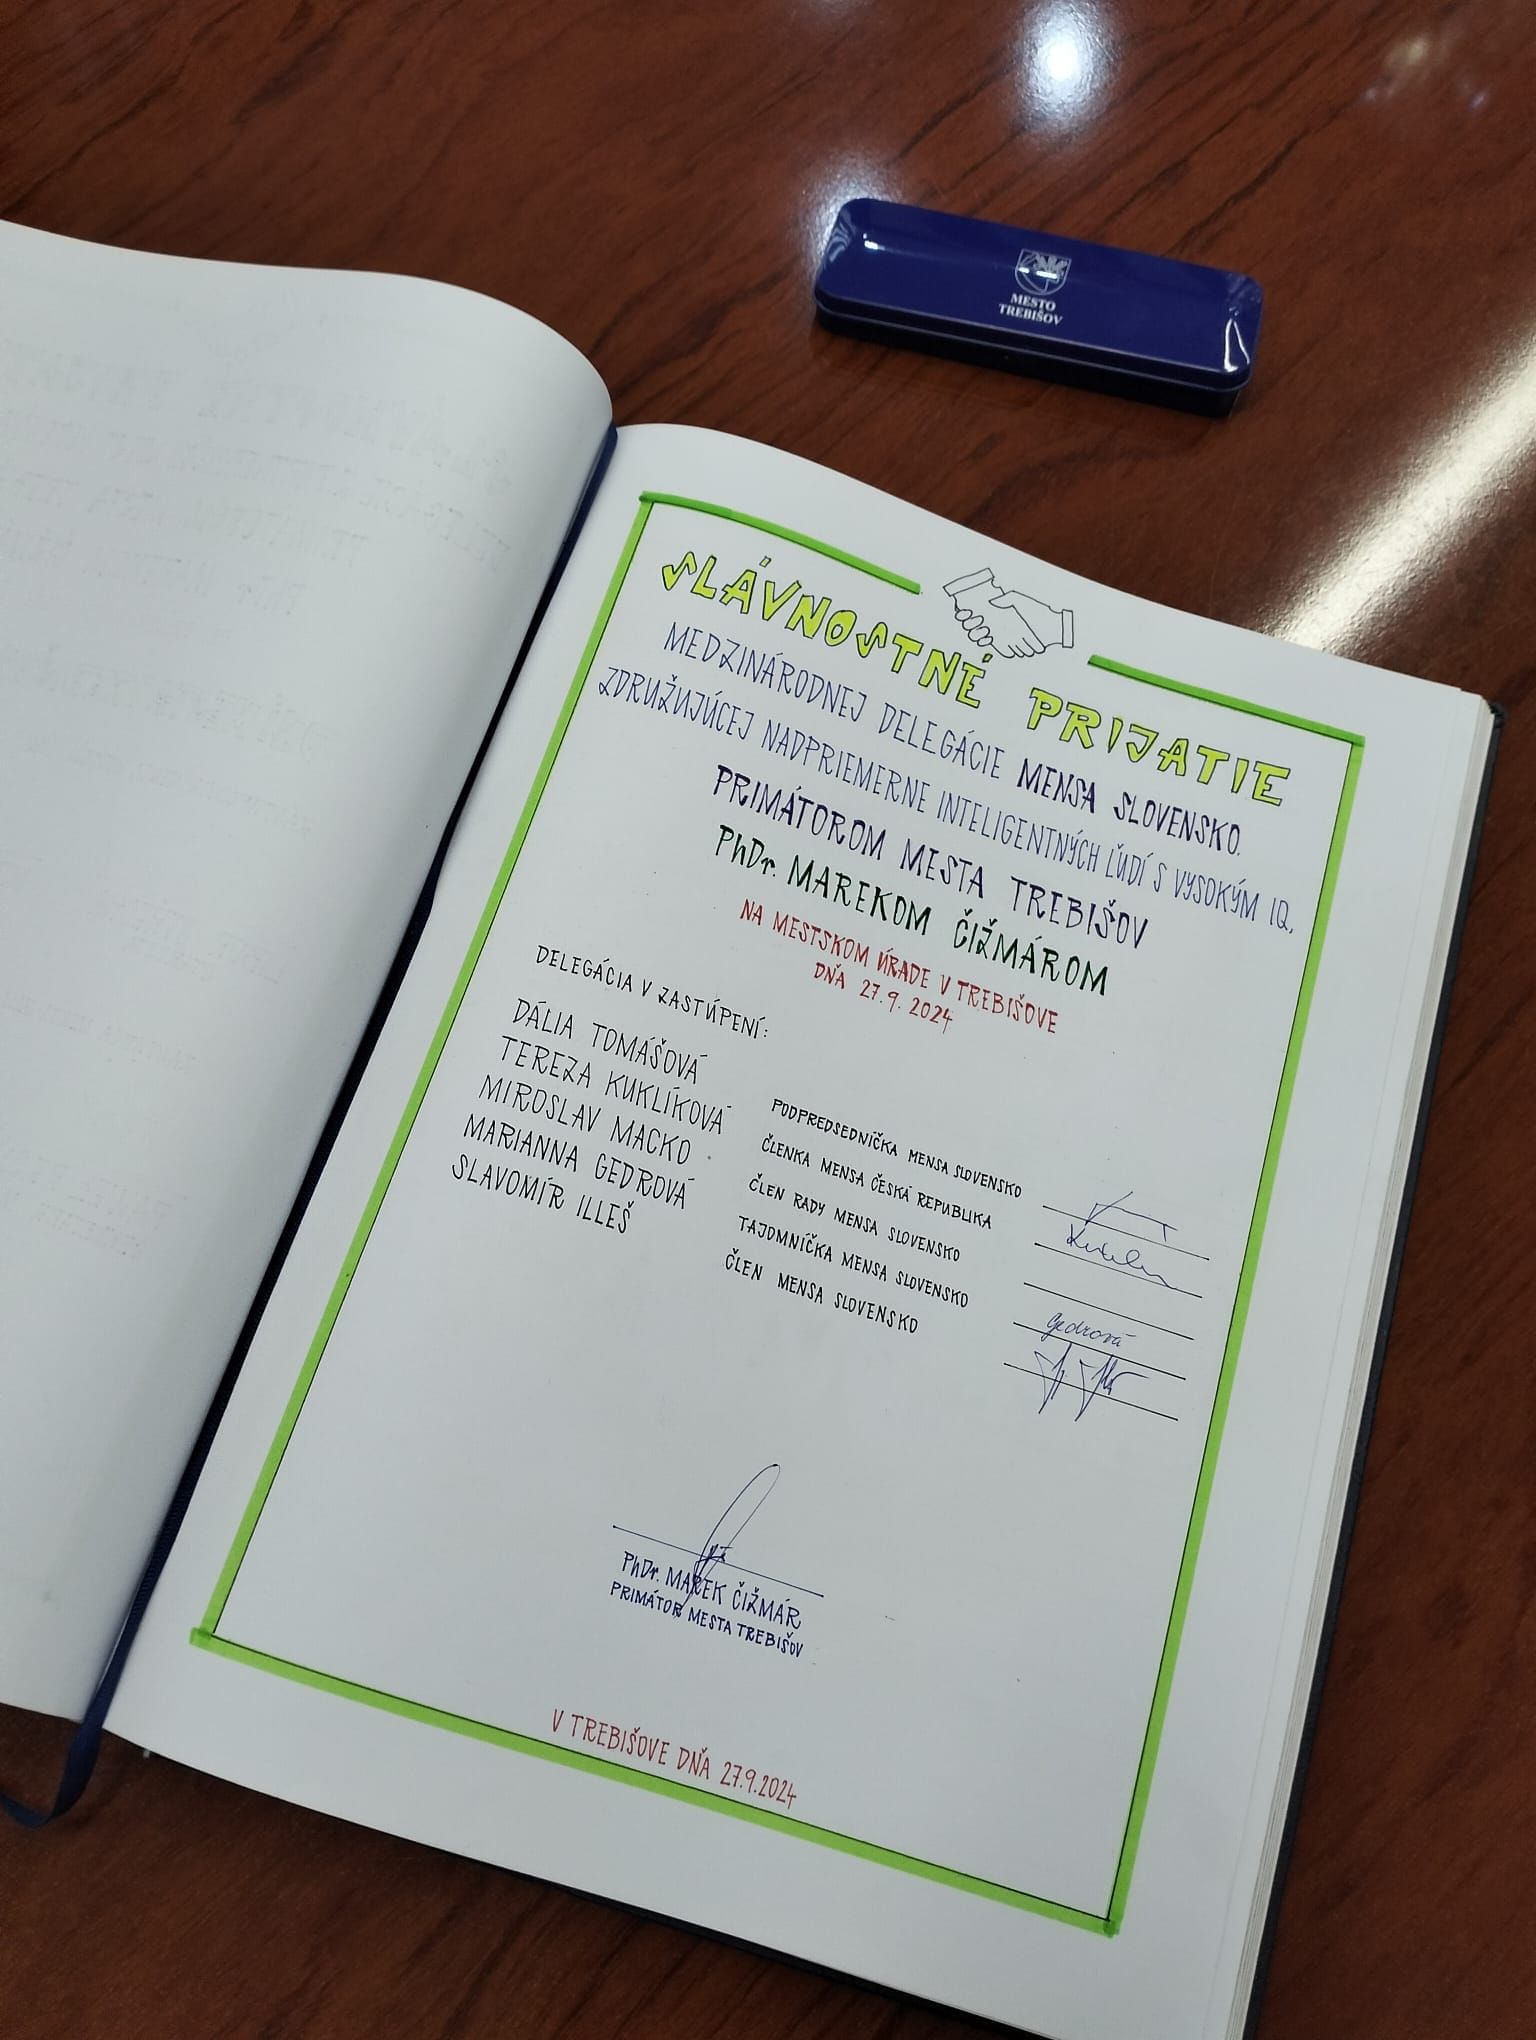 MESTO
TREBIŠOV
SLÁVNOSTNÉ PRIJATIE
MEDZINÁRODNEJ DELEGÁCIE MENSA SLOVENSKO,
ZDRUŽUJÚCEJ NADPRIEMERNE INTELIGENTNÝCH ĽUDÍ S VYSOKÝM IQ,
PRIMÁTOROM MESTA TREBIŠOV
PhDr. MAREKOM ČIŽMÁROM
NA MESTSKOM ÚRADE V TREBIŠOVE
DŇA 27.9.2024
DELEGÁCIA V ZASTÚPENÍ:
DÁLIA TOMÁŠOVÁ PODPREDSEDNÍČKA MENSA SLOVENSKO
TEREZA KUKLÍKOVÁ ČLENKA MENSA ČESKÁ REPUBLIKA
MIROSLAV MACKO ČLEN RADY MENSA SLOVENSKO
MARIANNA GEDROVÁ TAJOMNÍČKA MENSA SLOVENSKO Gedrová
SLAVOMÍR ILLEŠ ČLEN MENSA SLOVENSKO
PhDr. MAREK ČIŽMÁR
PRIMÁTOR MESTA TREBIŠOV
V TREBIŠOVE DŇA 27.9.2024